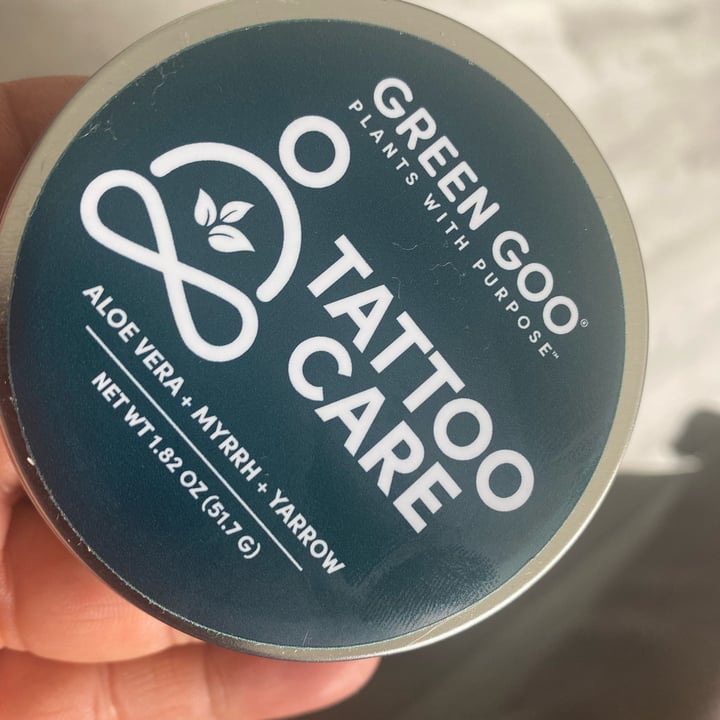 GREEN GOO®
PLANTS WITH PURPOSE™
TATTOO
CARE
ALOE VERA + MYRRH + YARROW
NET WT 1.82 OZ (51.7 G)